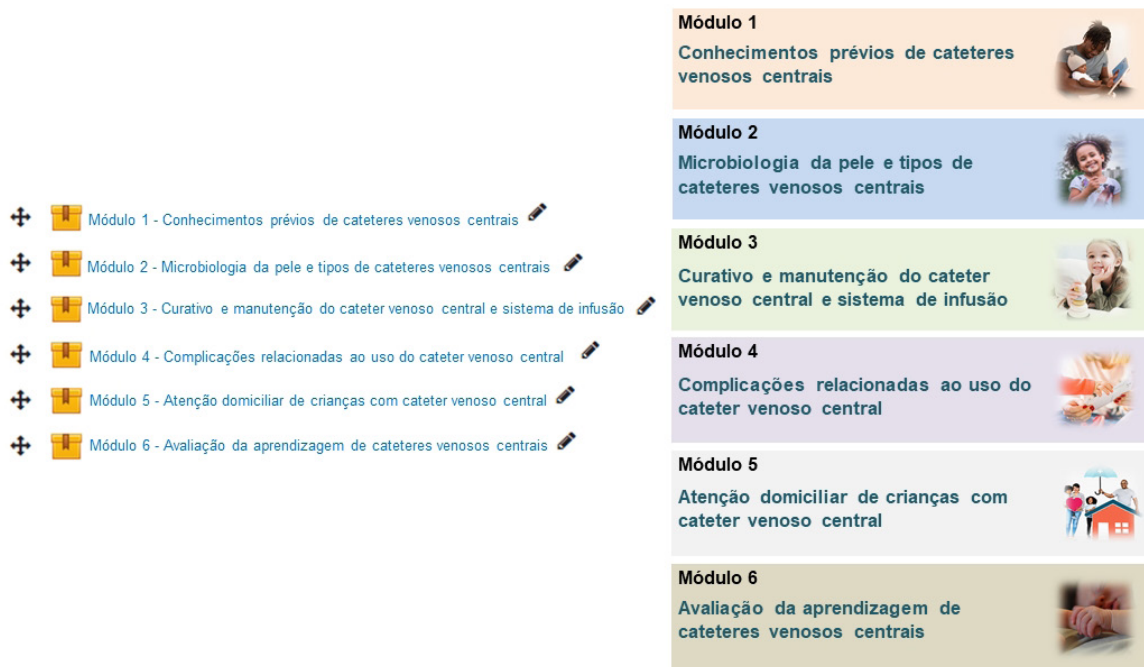 Módulo 1 - Conhecimentos prévios de cateteres venosos centrais
Módulo 2 - Microbiologia da pele e tipos de cateteres venosos centrais
Módulo 3 - Curativo e manutenção do cateter venoso central e sistema de infusão
Módulo 4 - Complicações relacionadas ao uso do cateter venoso central
Módulo 5 - Atenção domiciliar de crianças com cateter venoso central
Módulo 6 - Avaliação da aprendizagem de cateteres venosos centrais
Módulo 1
Conhecimentos prévios de cateteres
venosos centrais
Módulo 2
Microbiologia da pele e tipos de
cateteres venosos centrais
Módulo 3
Curativo e manutenção do cateter
venoso central e sistema de infusão
Módulo 4
Complicações relacionadas ao uso do
cateter venoso central
Módulo 5
Atenção domiciliar de crianças com
cateter venoso central
Módulo 6
Avaliação da aprendizagem de
cateteres venosos centrais